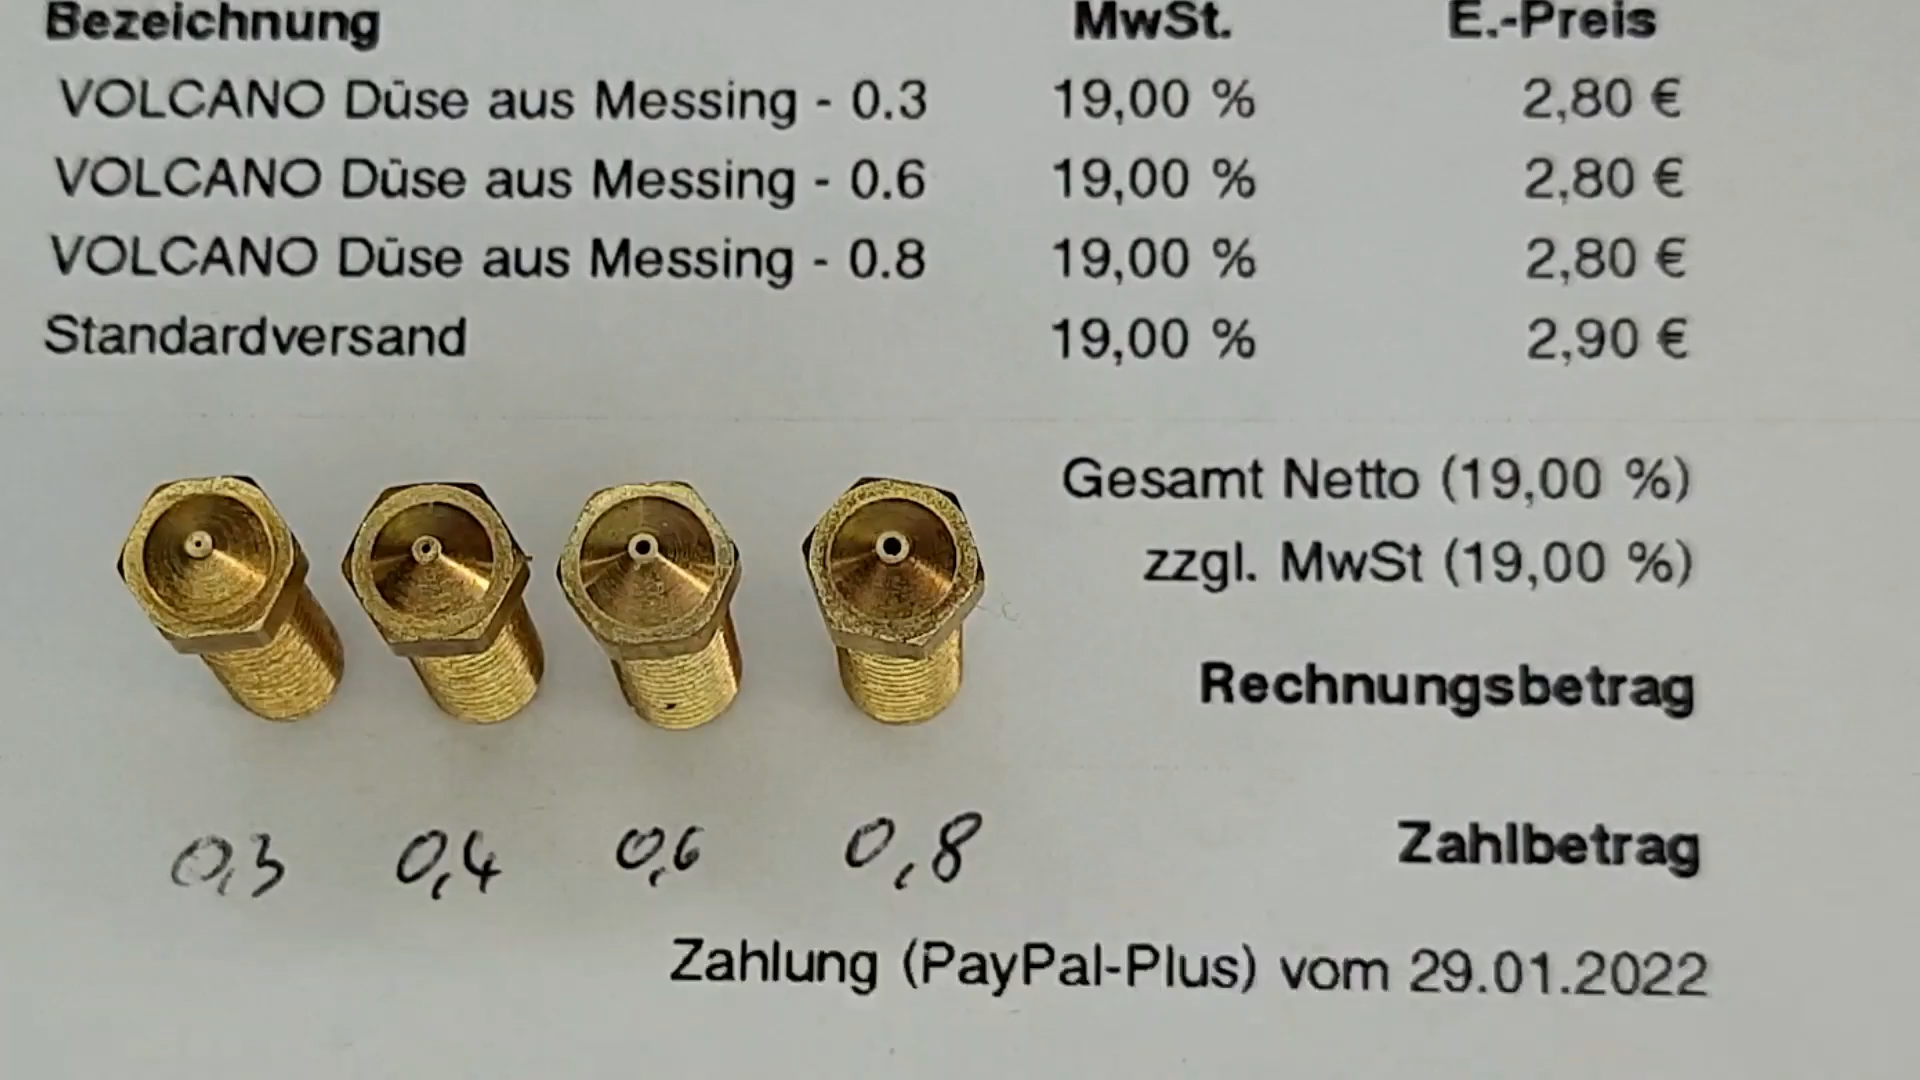 Bezeichnung MwSt. E.-Preis
VOLCANO Düse aus Messing - 0.3 19,00 % 2,80 €
VOLCANO Düse aus Messing - 0.6 19,00 % 2,80 €
VOLCANO Düse aus Messing - 0.8 19,00 % 2,80 €
Standardversand 19,00 % 2,90 €
Gesamt Netto (19,00 %)
zzgl. MwSt (19,00 %)
Rechnungsbetrag
0,3 0,4 0,6 0,8
Zahlbetrag
Zahlung (PayPal-Plus) vom 29.01.2022